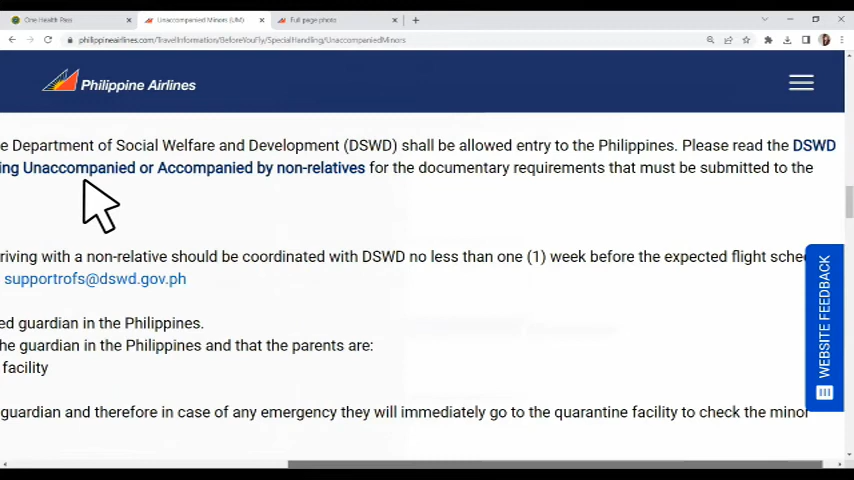 One Health Pass
Unaccompanied Minors (UM)
Full page photo
philippineairlines.com/TravelInformation/BeforeYouFly/SpecialHandling/UnaccompaniedMinors
Philippine Airlines
e Department of Social Welfare and Development (DSWD) shall be allowed entry to the Philippines. Please read the DSWD
ing Unaccompanied or Accompanied by non-relatives for the documentary requirements that must be submitted to the
riving with a non-relative should be coordinated with DSWD no less than one (1) week before the expected flight sche
supportrofs@dswd.gov.ph
ed guardian in the Philippines.
he guardian in the Philippines and that the parents are:
facility
guardian and therefore in case of any emergency they will immediately go to the quarantine facility to check the minor
WEBSITE FEEDBACK